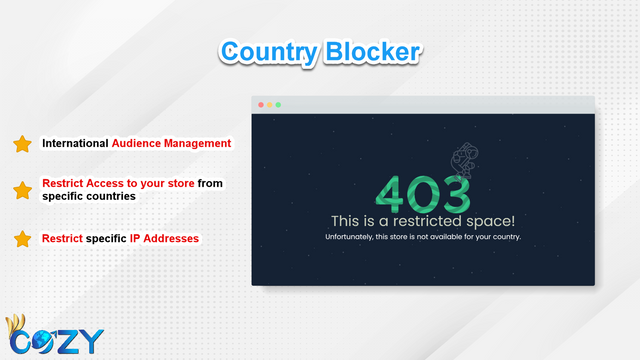 Country Blocker
International Audience Management
Restrict Access to your store from
specific countries
Restrict specific IP Addresses
403
This is a restricted space!
Unfortunately, this store is not available for your country.
COZY